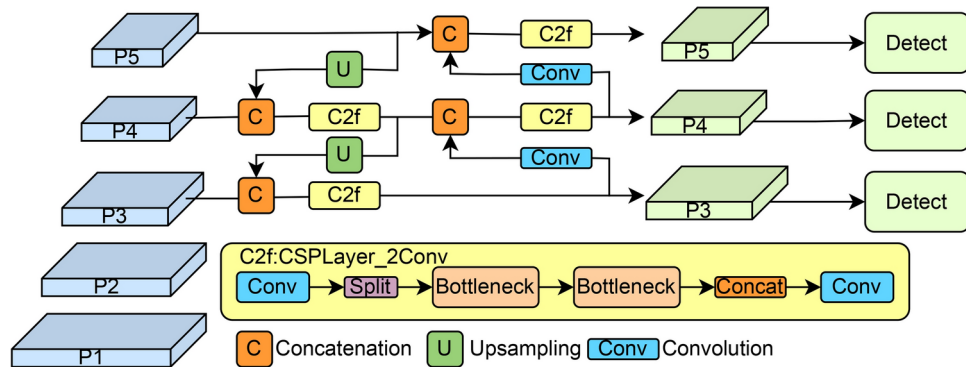 P5
C
C2f
P5
Detect
U
Conv
P4
C
C2f
C
C2f
P4
Detect
U
Conv
P3
C
C2f
P3
Detect
P2
C2f:CSPLayer_2Conv
Conv
Split
Bottleneck
Bottleneck
Concat
Conv
P1
C Concatenation
U Upsampling
Conv Convolution